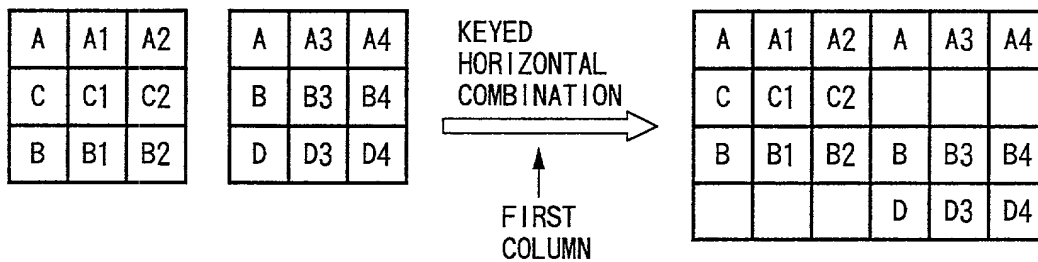 A A1 A2
C C1 C2
B B1 B2
A A3 A4
B B3 B4
D D3 D4
KEYED
HORIZONTAL
COMBINATION
FIRST
COLUMN
A A1 A2 A A3 A4
C C1 C2
B B1 B2 B B3 B4
D D3 D4